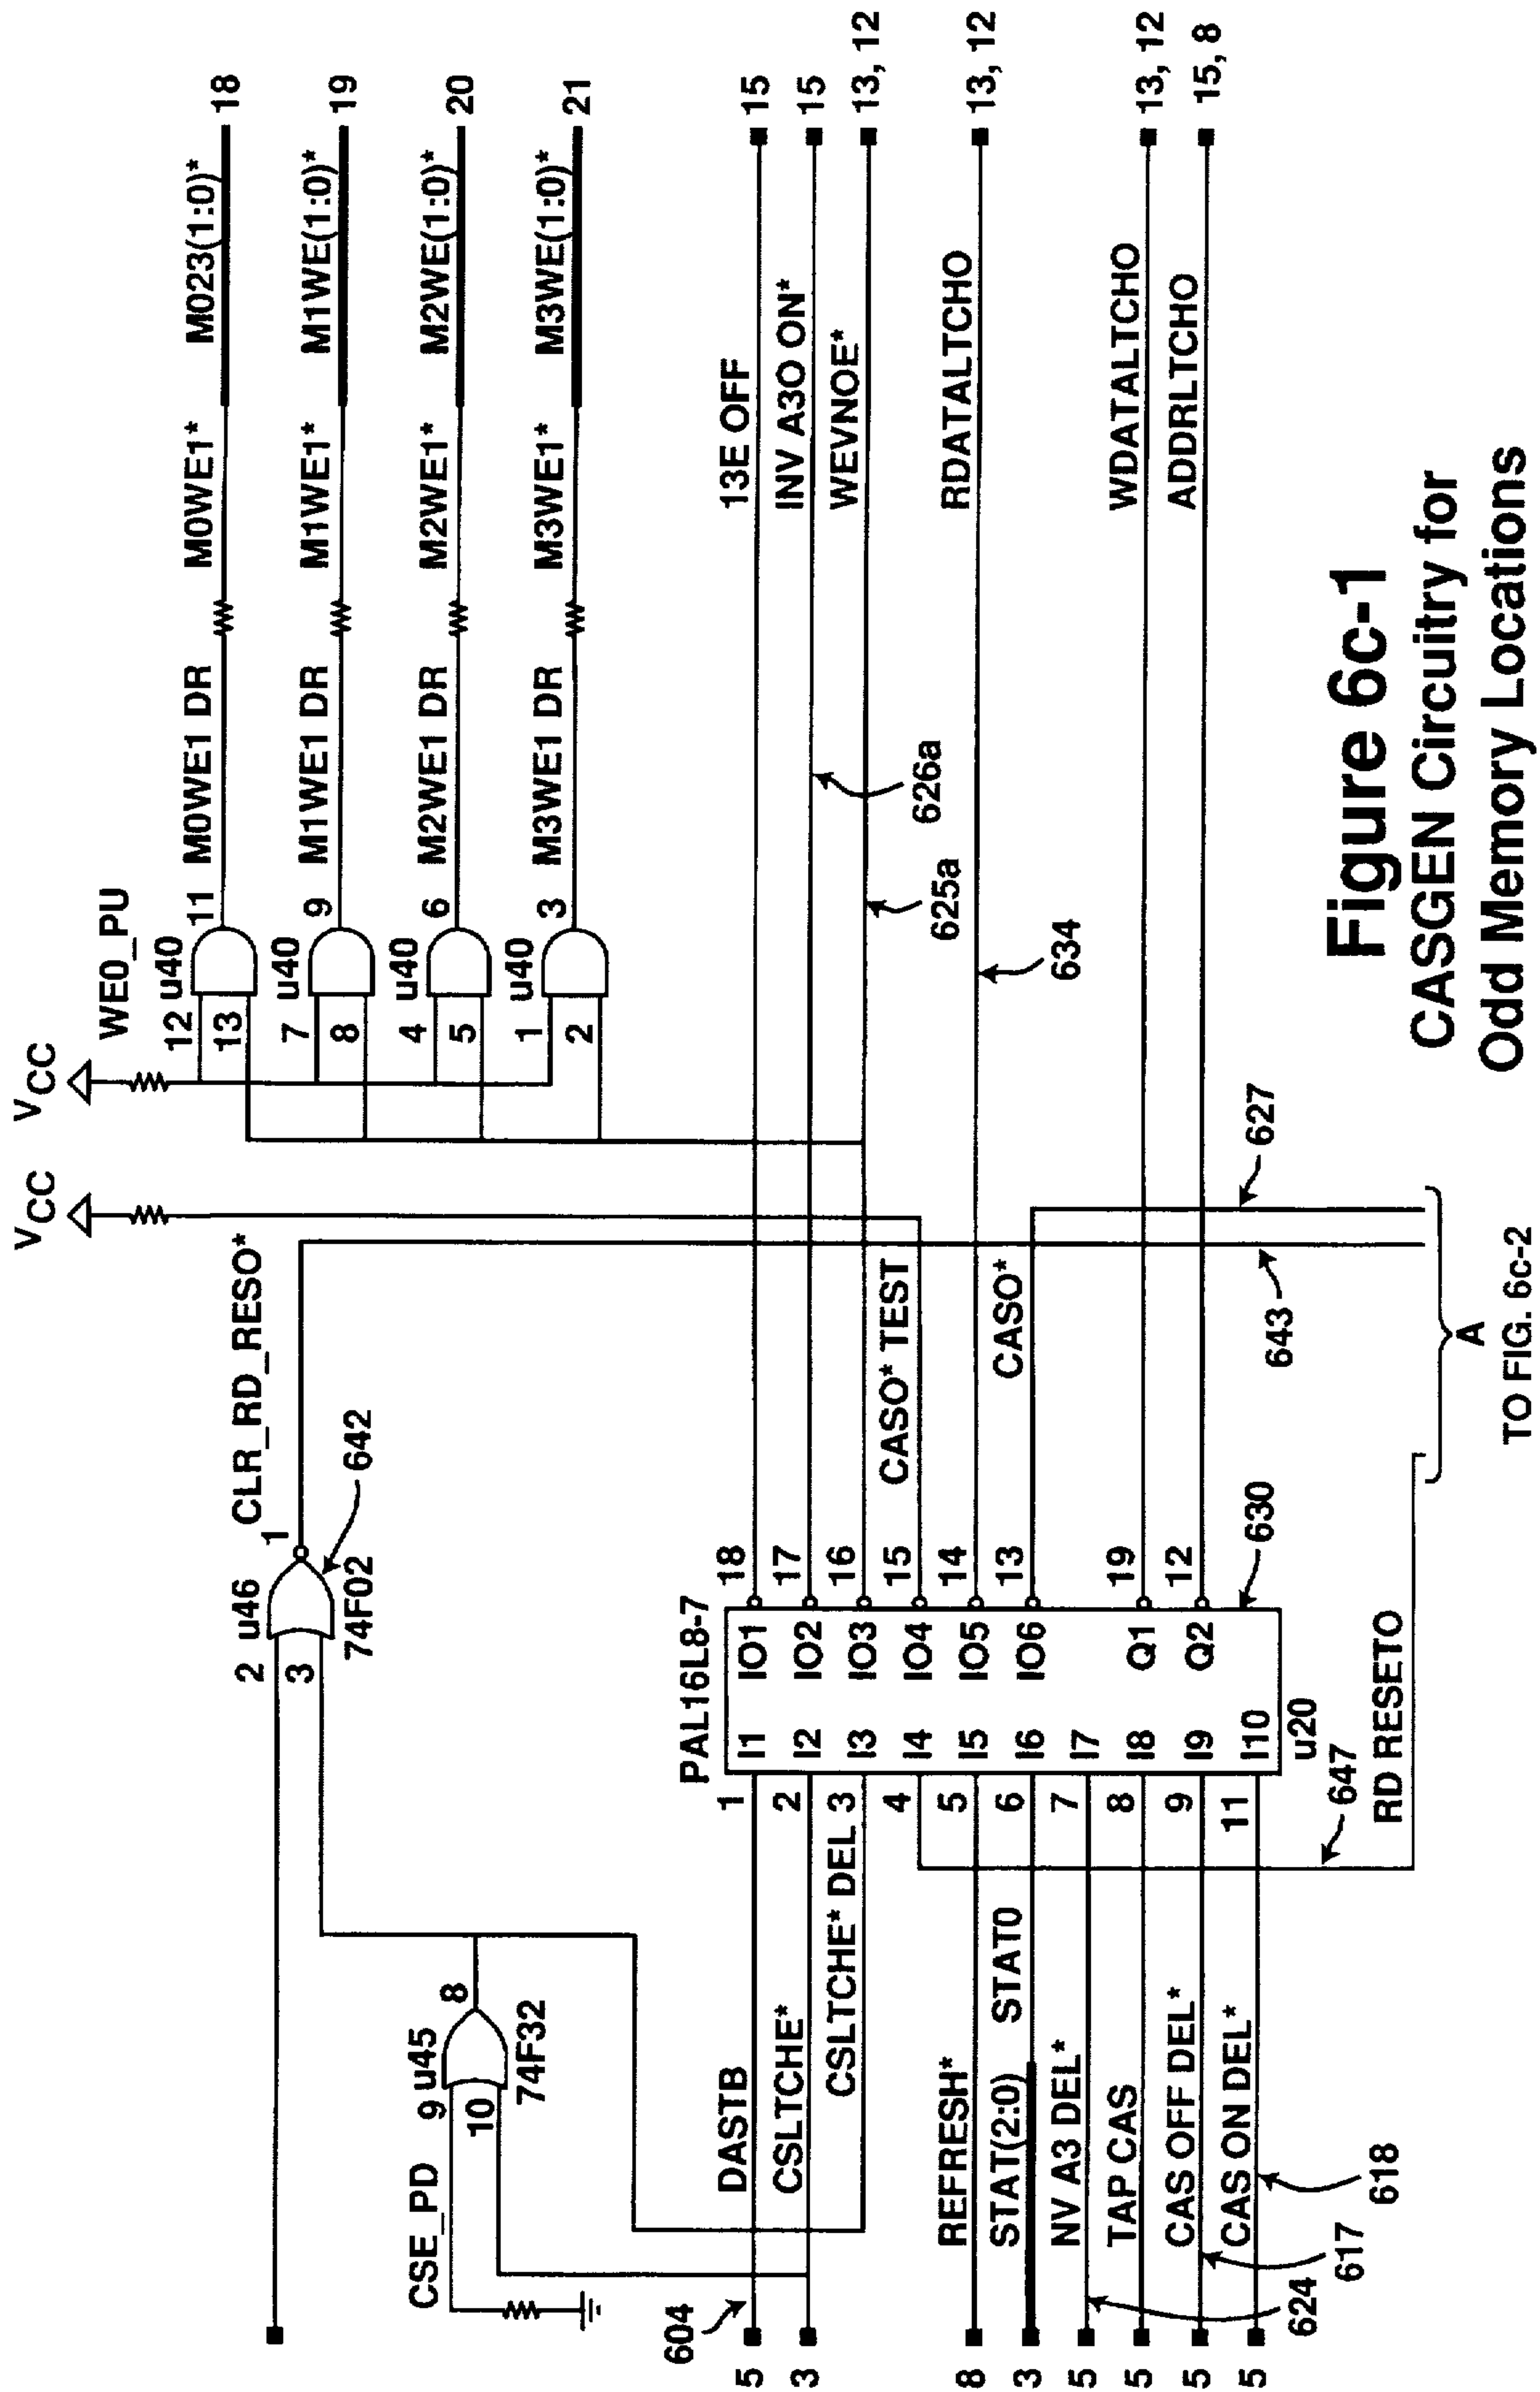 VCC
VCC
WE0_PU
12
13
u40
11
M0WE1 DR
M0WE1*
M023(1:0)*
18
7
8
u40
9
M1WE1 DR
M1WE1*
M1WE(1:0)*
19
4
5
u40
6
M2WE1 DR
M2WE1*
M2WE(1:0)*
20
1
2
u40
3
M3WE1 DR
M3WE1*
M3WE(1:0)*
21
2
3
u46
74F02
1
CLR_RD_RESO*
642
CSE_PD
9
10
u45
74F32
8
PAL16L8-7
604
5
DASTB
1
I1
IO1
18
13E OFF
15
3
CSLTCHE*
2
I2
IO2
17
INV A3O ON*
15
CSLTCHE* DEL
3
I3
IO3
16
WEVNOE*
13, 12
626a
625a
4
I4
IO4
15
CASO* TEST
8
REFRESH*
5
I5
IO5
14
RDATALTCHO
13, 12
634
3
STAT(2:0)
STAT0
6
I6
IO6
13
CASO*
5
NV A3 DEL*
7
I7
624
5
TAP CAS
8
I8
Q1
19
WDATALTCHO
13, 12
5
CAS OFF DEL*
9
I9
Q2
12
ADDRLTCHO
15, 8
617
5
CAS ON DEL*
11
I10
618
u20
630
647
RD RESETO
643
627
A
TO FIG. 6c-2
Figure 6c-1
CASGEN Circuitry for
Odd Memory Locations